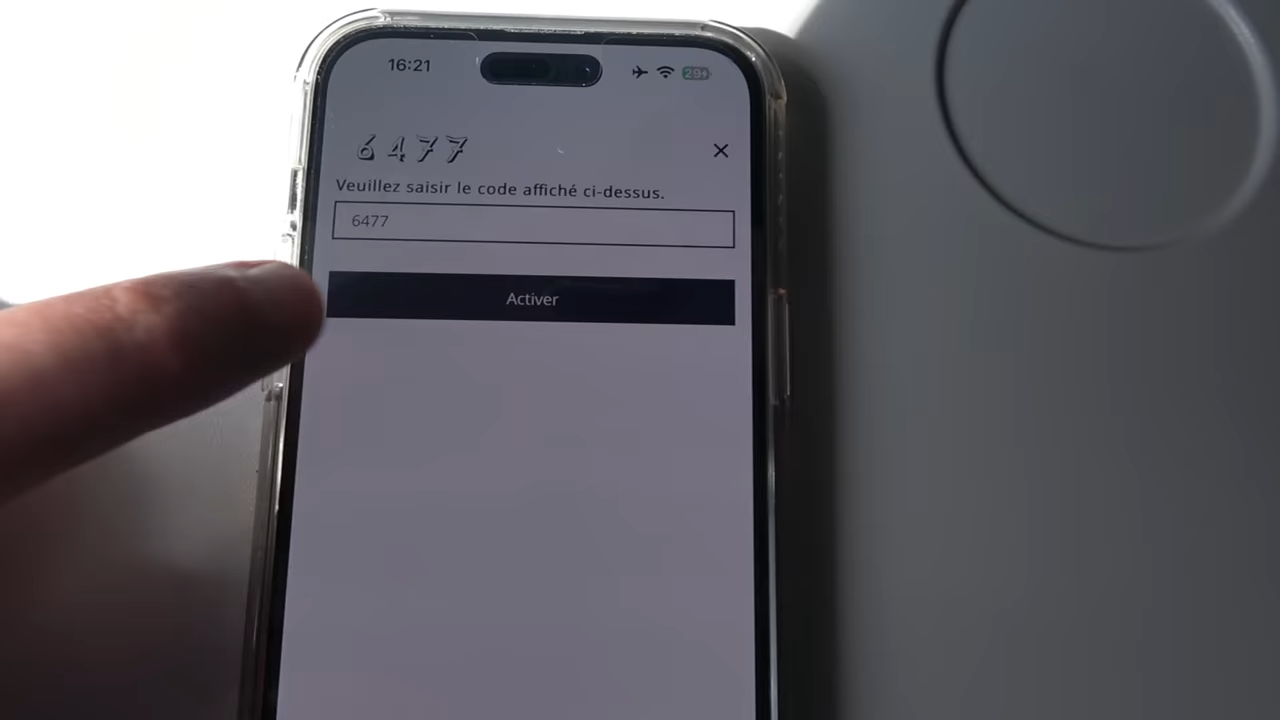 16:21
29
6477
Veuillez saisir le code affiché ci-dessus.
6477
Activer